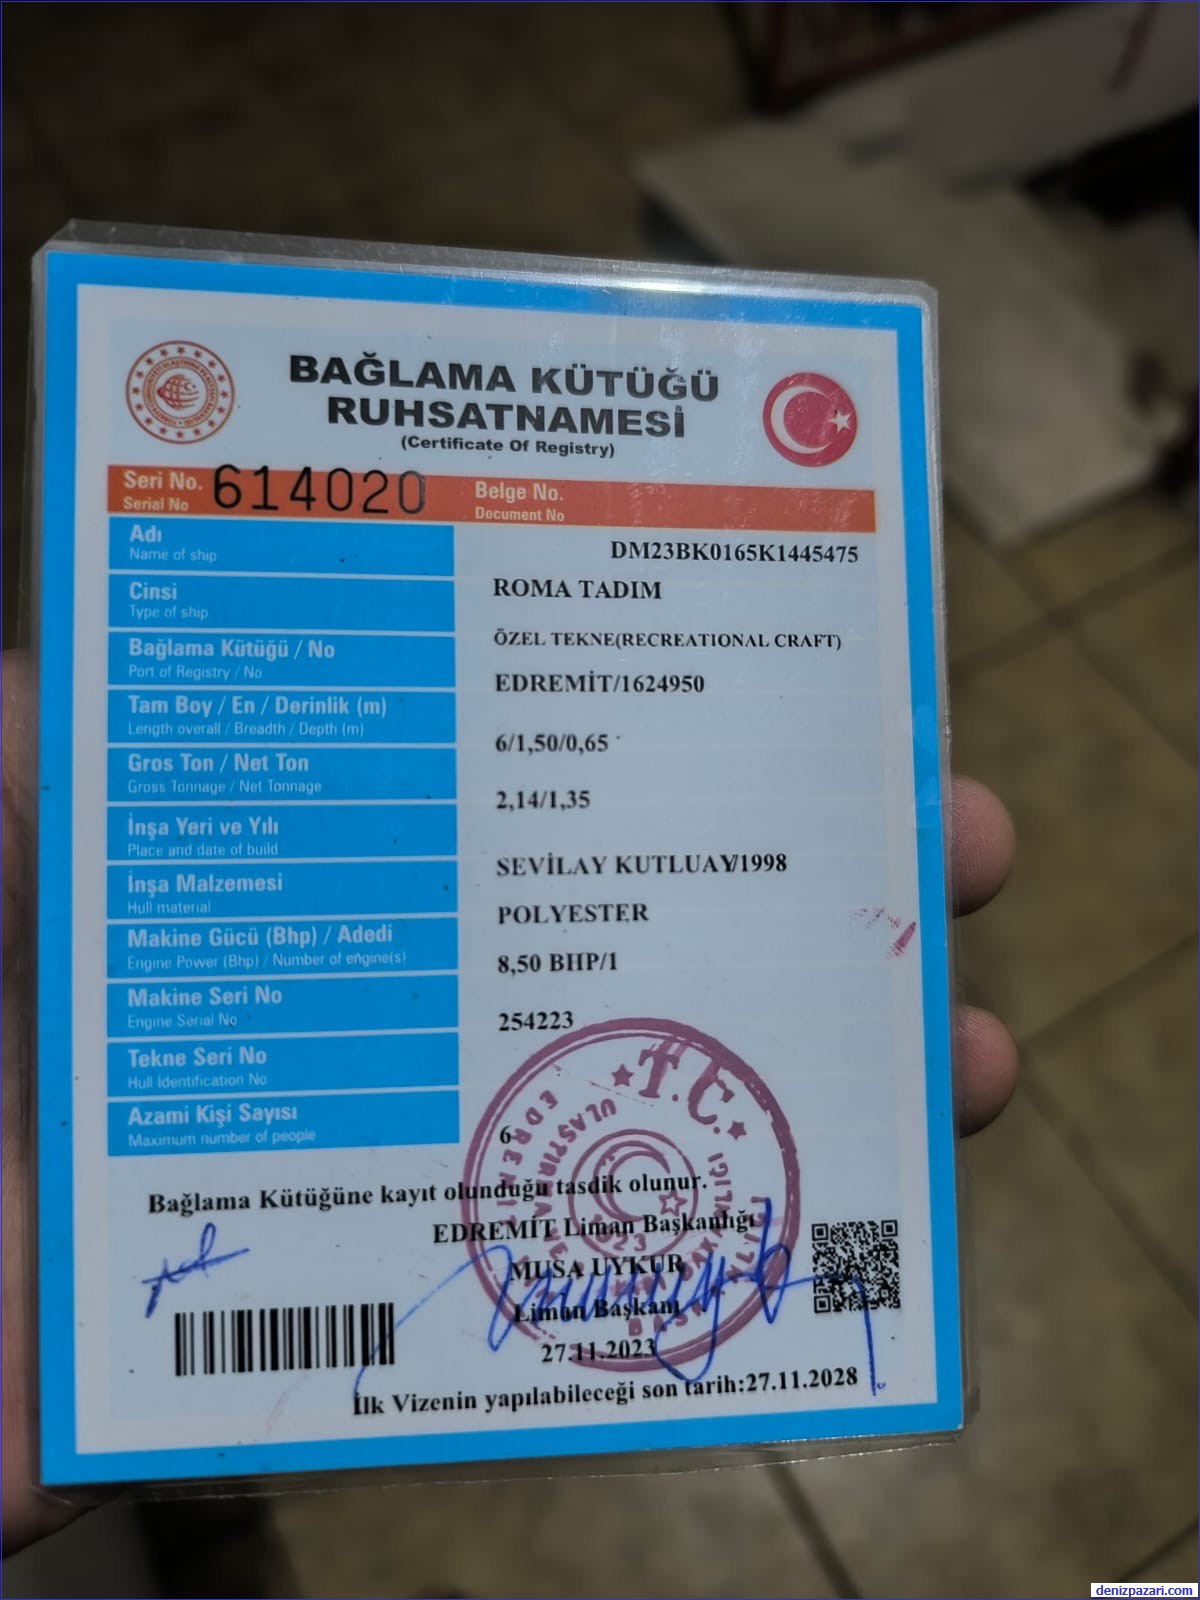 BAĞLAMA KÜTÜĞÜ
RUHSATNAMESİ
(Certificate Of Registry)
Seri No. 614020 Belge No.
Serial No Document No
DM23BK0165K1445475
Adı
Name of ship
ROMA TADIM
Cinsi
Type of ship
ÖZEL TEKNE(RECREATIONAL CRAFT)
Bağlama Kütüğü / No
Port of Registry / No
EDREMİT/1624950
Tam Boy / En / Derinlik (m)
Length overall / Breadth / Depth (m)
6/1,50/0,65
Gros Ton / Net Ton
Gross Tonnage / Net Tonnage
2,14/1,35
İnşa Yeri ve Yılı
Place and date of build
SEVİLAY KUTLUAY/1998
İnşa Malzemesi
Hull material
POLYESTER
Makine Gücü (Bhp) / Adedi
Engine Power (Bhp) / Number of engine(s)
8,50 BHP/1
Makine Seri No
Engine Serial No
254223
Tekne Seri No
Hull Identification No
Azami Kişi Sayısı
Maximum number of people
6
T.C.
Bağlama Kütüğüne kayıt olunduğu tasdik olunur.
EDREMİT Liman Başkanlığı
MUSA UYKUR
Liman Başkanı
27.11.2023
İlk Vizenin yapılabileceği son tarih:27.11.2028
denizpazari.com